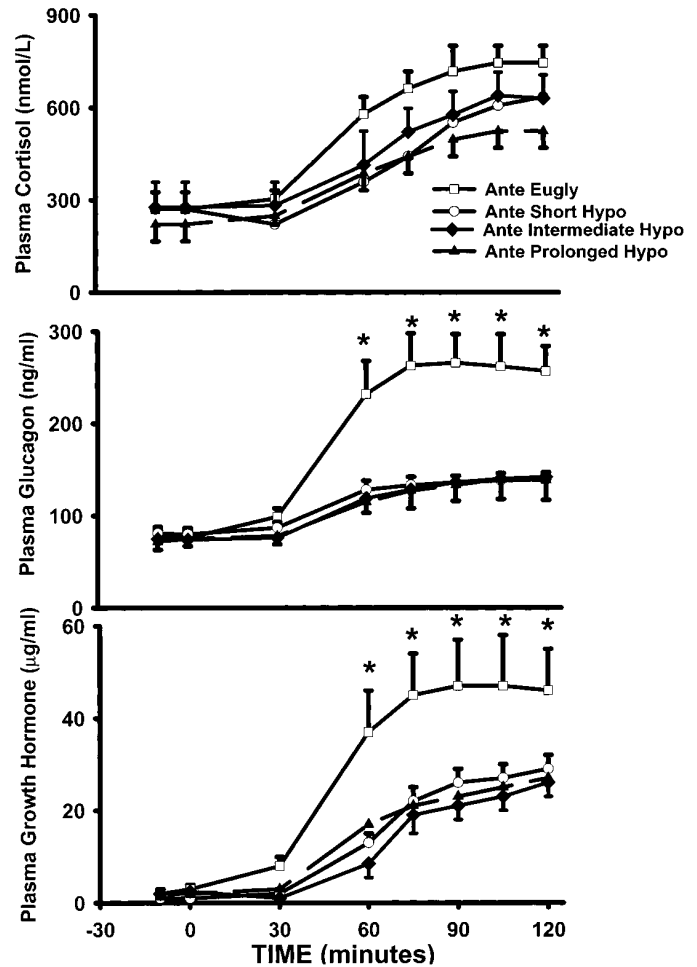 900
600
300
0
Plasma Cortisol (nmol/L)
Ante Eugly
Ante Short Hypo
Ante Intermediate Hypo
Ante Prolonged Hypo
300
200
100
0
Plasma Glucagon (ng/ml)
* * * * *
60
40
20
0
Plasma Growth Hormone (µg/ml)
* * * * *
-30 0 30 60 90 120
TIME (minutes)